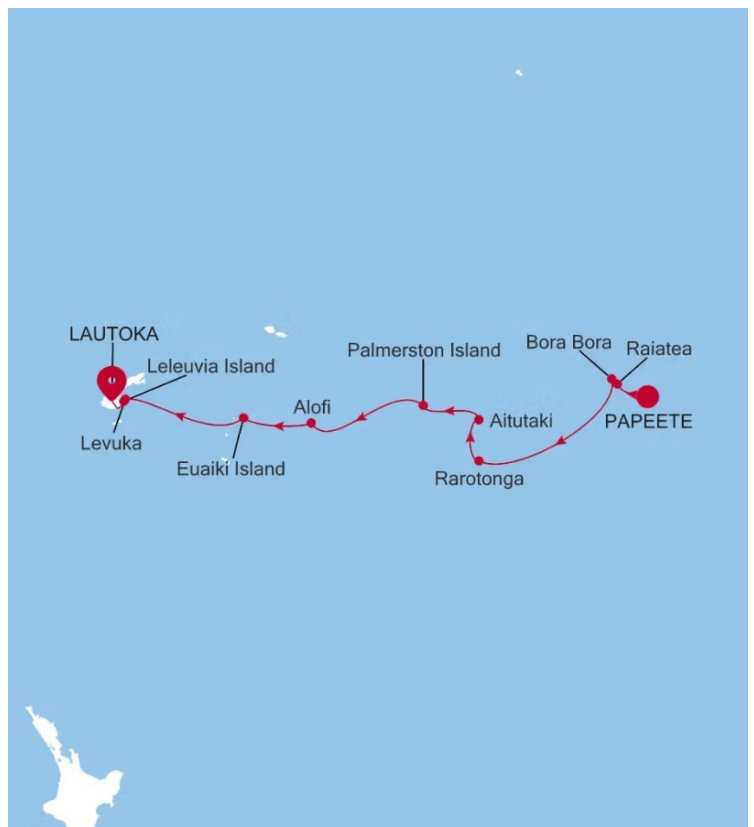 LAUTOKA
Leleuvia Island
Levuka
Euaiki Island
Alofi
Palmerston Island
Aitutaki
Rarotonga
Bora Bora
Raiatea
PAPEETE